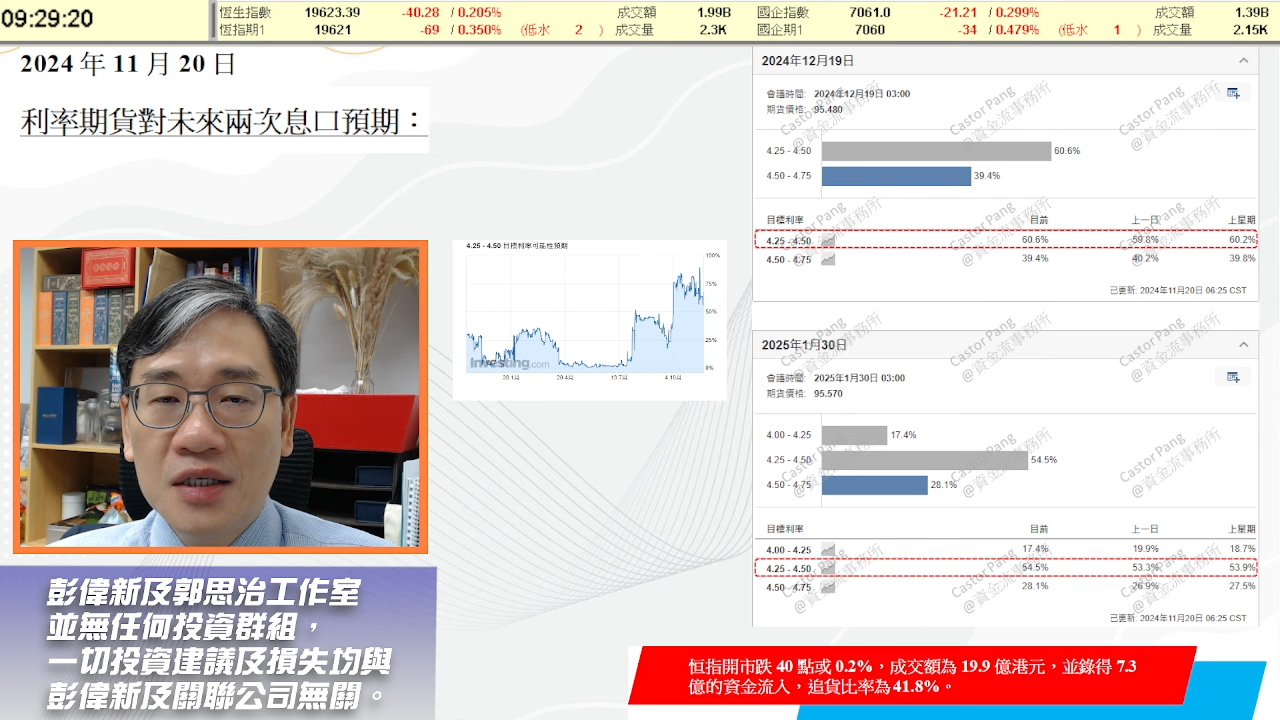 09:29:20
恆生指數 19623.39 -40.28 / 0.205% 成交額 1.99B 國企指數 7061.0 -21.21 / 0.299% 成交額 1.39B
恆指期1 19621 -69 / 0.350% (低水 2 ) 成交量 2.3K 國企期1 7060 -34 / 0.479% (低水 1 ) 成交量 2.15K
2024 年 11 月 20 日
利率期貨對未來兩次息口預期：
4.25 - 4.50 目標利率可能性預期
100%
75%
50%
25%
0%
Investing.com
20 1月 20 4月 10 7月 4 10月
2024年12月19日
會議時間: 2024年12月19日 03:00
期貨價格: 95.480
4.25 - 4.50 60.6%
4.50 - 4.75 39.4%
目標利率 目前 上一日 上星期
4.25 - 4.50 60.6% 59.8% 60.2%
4.50 - 4.75 39.4% 40.2% 39.8%
已更新: 2024年11月20日 06:25 CST
2025年1月30日
會議時間: 2025年1月30日 03:00
期貨價格: 95.570
4.00 - 4.25 17.4%
4.25 - 4.50 54.5%
4.50 - 4.75 28.1%
目標利率 目前 上一日 上星期
4.00 - 4.25 17.4% 19.9% 18.7%
4.25 - 4.50 54.5% 53.3% 53.9%
4.50 - 4.75 28.1% 26.9% 27.5%
已更新: 2024年11月20日 06:25 CST
Castor Pang
@資金流事務所
彭偉新及郭思治工作室
並無任何投資群組，
一切投資建議及損失均與
彭偉新及關聯公司無關。
恆指開市跌 40 點或 0.2%，成交額為 19.9 億港元，並錄得 7.3
億的資金流入，追貨比率為 41.8%。